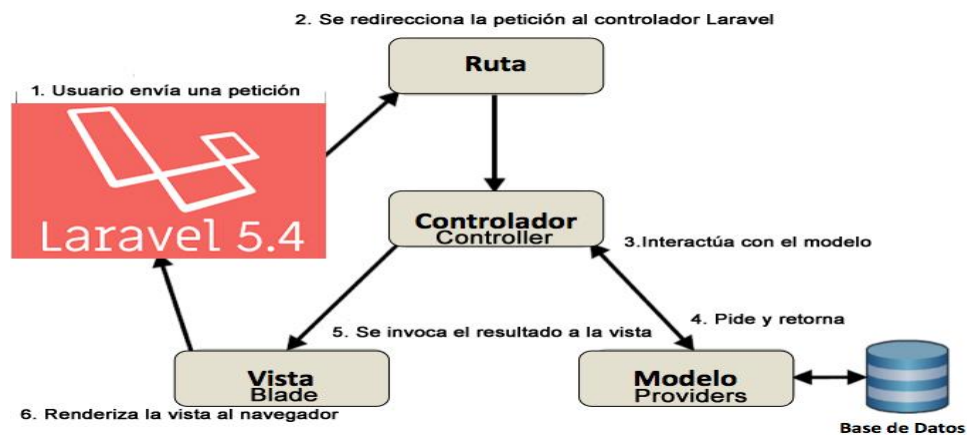 2. Se redirecciona la petición al controlador Laravel
Ruta
1. Usuario envía una petición
Laravel 5.4
Controlador
Controller
3.Interactúa con el modelo
4. Pide y retorna
5. Se invoca el resultado a la vista
Vista
Blade
Modelo
Providers
6. Renderiza la vista al navegador
Base de Datos